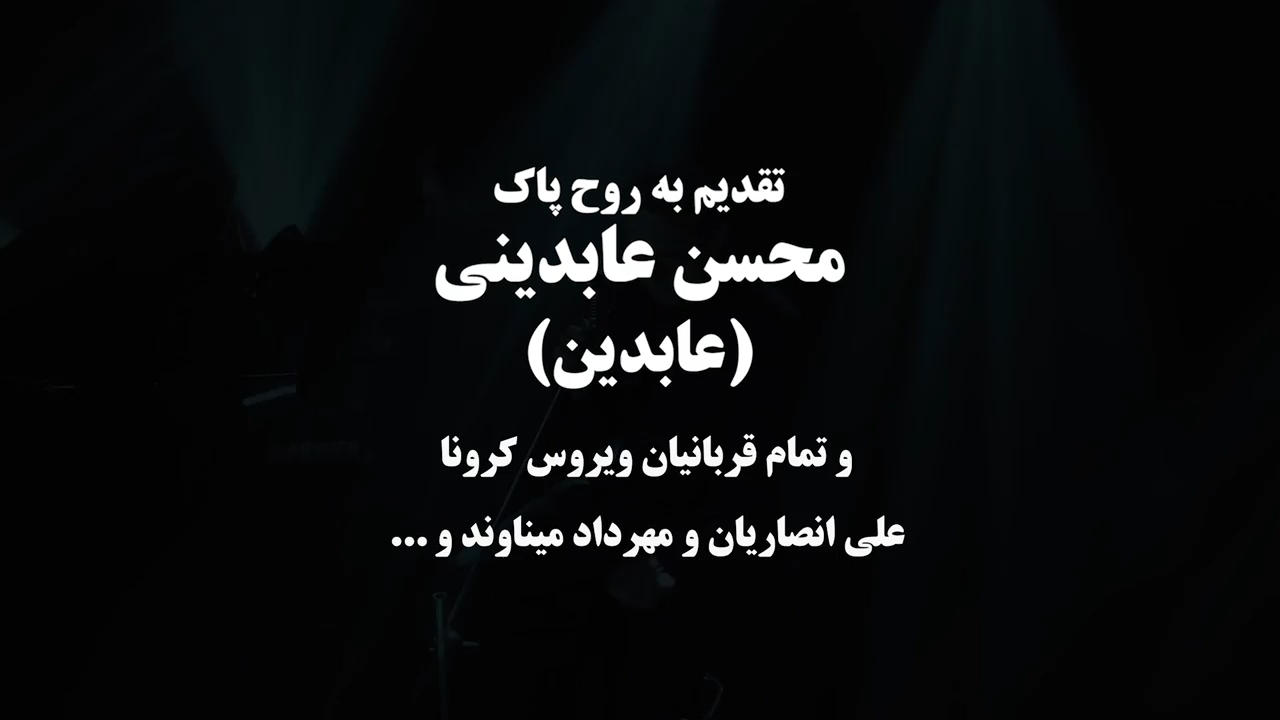 تقدیم به روح پاک
محسن عابدینی
(عابدین)
و تمام قربانیان ویروس کرونا
علی انصاریان و مهرداد میناوند و ...